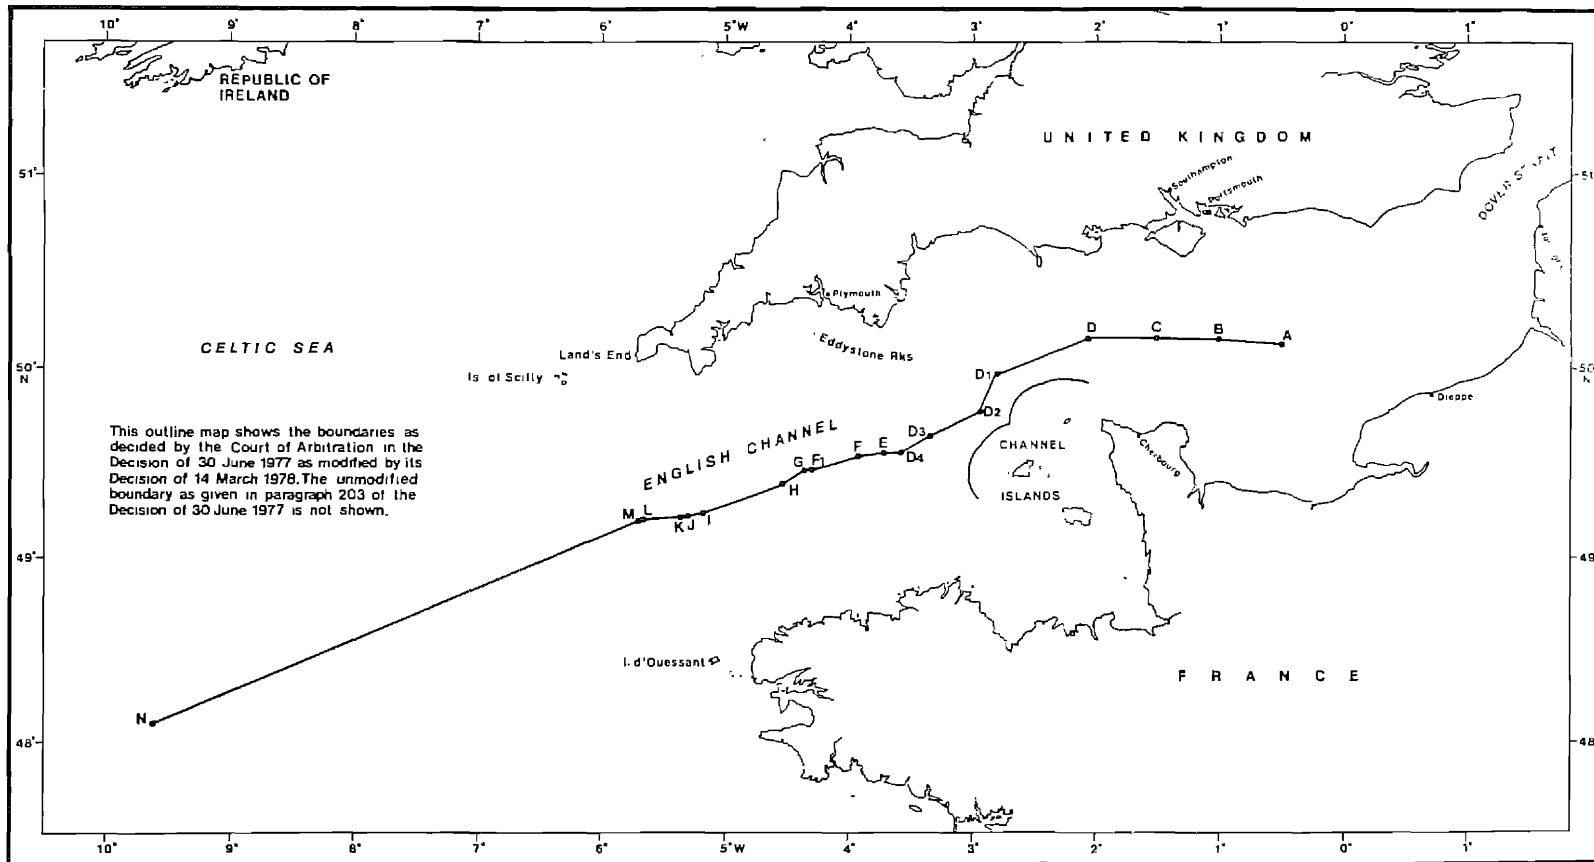 10° 9° 8° 7° 6° 5°W 4° 3° 2° 1° 0° 1°
REPUBLIC OF
IRELAND
UNITED KINGDOM
Southampton
Portsmouth
51° 51
DOVER
Plymouth
Eddystone Rks
CELTIC SEA
Land's End
Is of Scilly
50° 50
N N
D C B A
D1
D2
D3
D4
Dieppe
Cherbourg
CHANNEL
ISLANDS
ENGLISH CHANNEL
G F1 F E
H
M L
K J I
This outline map shows the boundaries as
decided by the Court of Arbitration in the
Decision of 30 June 1977 as modified by its
Decision of 14 March 1978. The unmodified
boundary as given in paragraph 203 of the
Decision of 30 June 1977 is not shown.
49° 49
I. d'Ouessant
FRANCE
N
48° 48
10° 9° 8° 7° 6° 5°W 4° 3° 2° 1° 0° 1°